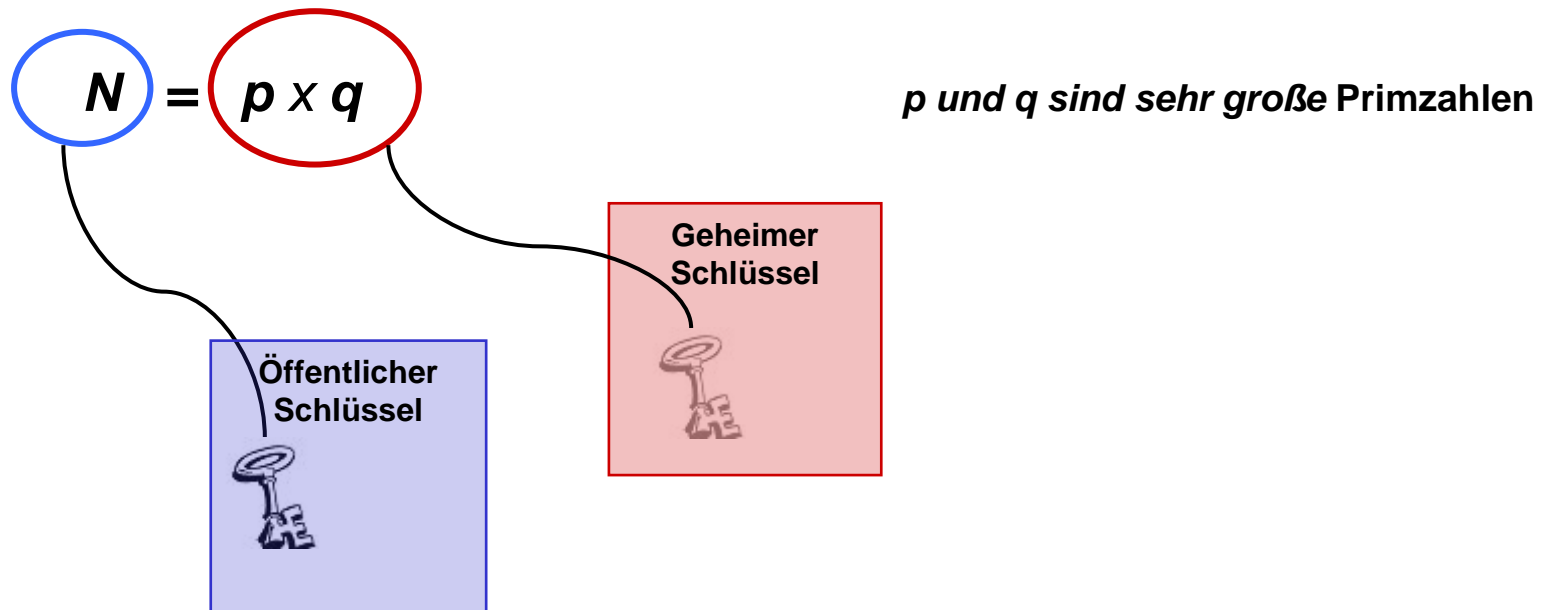 N = p x q
p und q sind sehr große Primzahlen
Geheimer
Schlüssel
Öffentlicher
Schlüssel